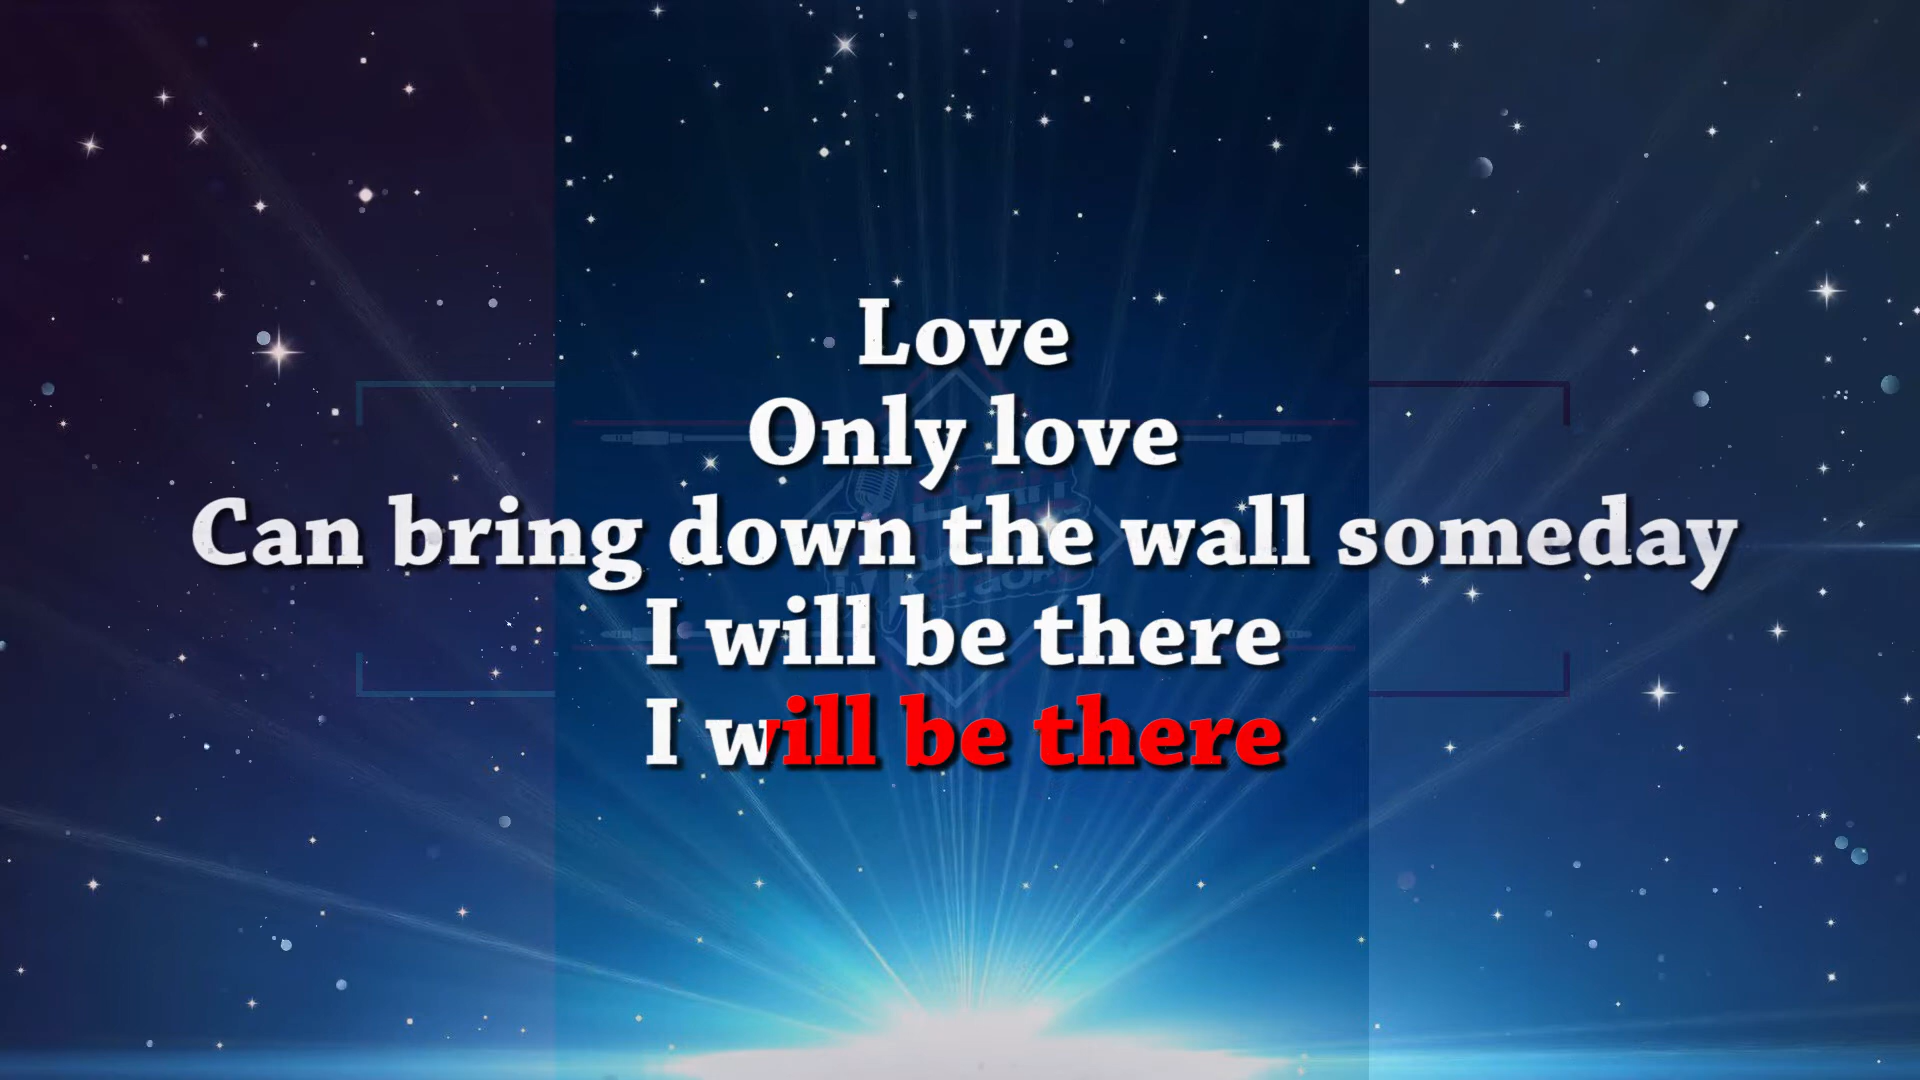 Love
Only love
Can bring down the wall someday
I will be there
I will be there